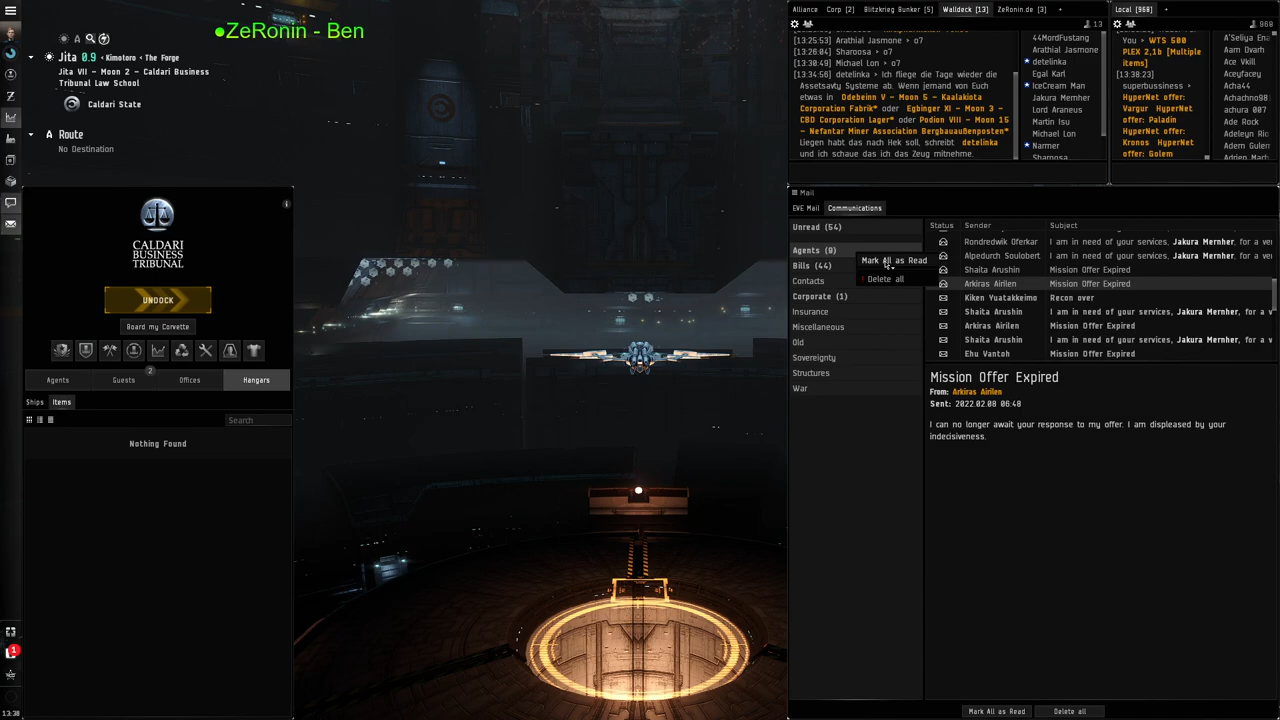 ●ZeRonin - Ben
Jita 0.9 ‹ Kimotoro ‹ The Forge
Jita VII - Moon 2 - Caldari Business
Tribunal Law School
Caldari State
Route
No Destination
CALDARI
BUSINESS
TRIBUNAL
UNDOCK
Board my Corvette
2
Agents
Guests
Offices
Hangars
Ships
Items
Search
Nothing Found
1
13:38
Alliance
Corp [2]
Blitzkrieg Bunker [5]
Walldeck [13]
ZeRonin.de [3]
+
13
[13:25:53] Arathial Jasmone > o7
[13:26:04] Sharoosa > o7
[13:30:49] Michael Lon > o7
[13:34:56] detelinka > Ich fliege die Tage wieder die
Assetsavty Systeme ab. Wenn jemand von Euch
etwas in Odebeinn V - Moon 5 - Kaalakiota
Corporation Fabrik* oder Egbinger XI - Moon 3 -
CBD Corporation Lager* oder Podion VIII - Moon 15
- Nefantar Miner Association Bergbauaußenposten*
Liegen habt das nach Hek soll, schreibt detelinka
und ich schaue das ich das Zeug mitnehme.
44MordFustang
Arathial Jasmone
detelinka
Egal Karl
IceCream Man
Jakura Mernher
Lord Araneus
Martin Isu
Michael Lon
Narmer
Sharoosa
Local [968]
+
968
You > WTS 500
PLEX 2,1b [Multiple
items]
[13:38:23]
superbussiness >
HyperNet offer:
Vargur HyperNet
offer: Paladin
HyperNet offer:
Kronos HyperNet
offer: Golem
A'Seliya Ena
Aam Dvarh
Ace Vkill
Aceyfacey
Acha44
Achachno98
achura 007
Ade Rock
Adeleyn Rio
Adem Gulem
Mail
EVE Mail
Communications
Unread (54)
Agents (9)
Bills (44)
Contacts
Corporate (1)
Insurance
Miscellaneous
Old
Sovereignty
Structures
War
Mark All as Read
Delete all
Status
Sender
Subject
Rondredwik Oferkar
I am in need of your services, Jakura Mernher, for a ver
Alpeduch Soulobert
I am in need of your services, Jakura Mernher, for a ver
Shaita Arushin
Mission Offer Expired
Arkiras Airilen
Mission Offer Expired
Kiken Yuatakkeimo
Recon over
Shaita Arushin
I am in need of your services, Jakura Mernher, for a v
Arkiras Airilen
Mission Offer Expired
Shaita Arushin
I am in need of your services, Jakura Mernher, for a v
Ehu Vantoh
Mission Offer Expired
Mission Offer Expired
From: Arkiras Airilen
Sent: 2022.02.08 06:48
I can no longer await your response to my offer. I am displeased by your
indecisiveness.
Mark All as Read
Delete all